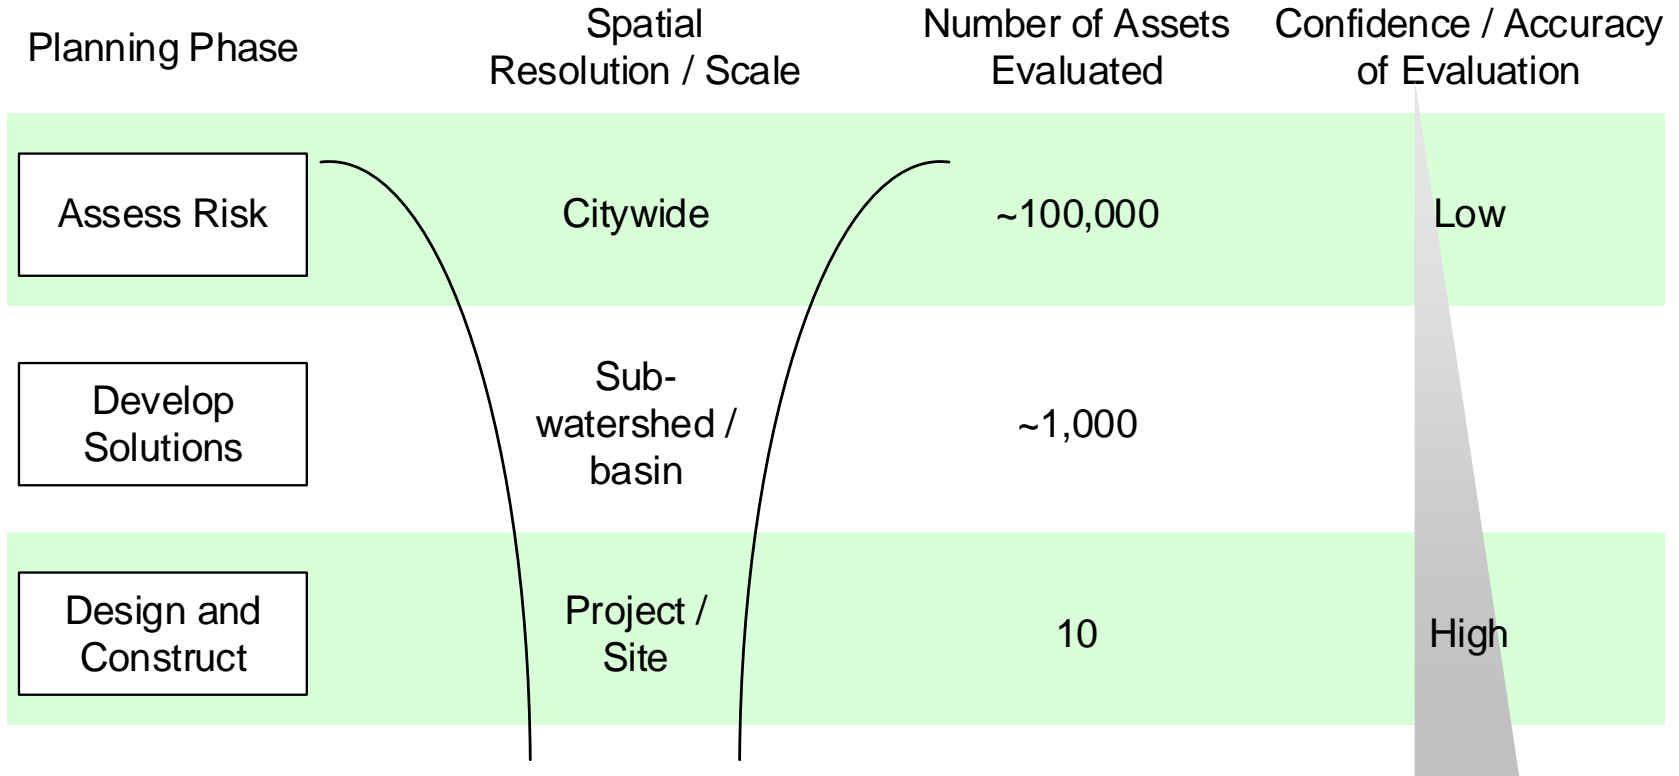 Planning Phase
Spatial
Resolution / Scale
Number of Assets
Evaluated
Confidence / Accuracy
of Evaluation
Assess Risk
Citywide
~100,000
Low
Develop
Solutions
Sub-
watershed /
basin
~1,000
Design and
Construct
Project /
Site
10
High